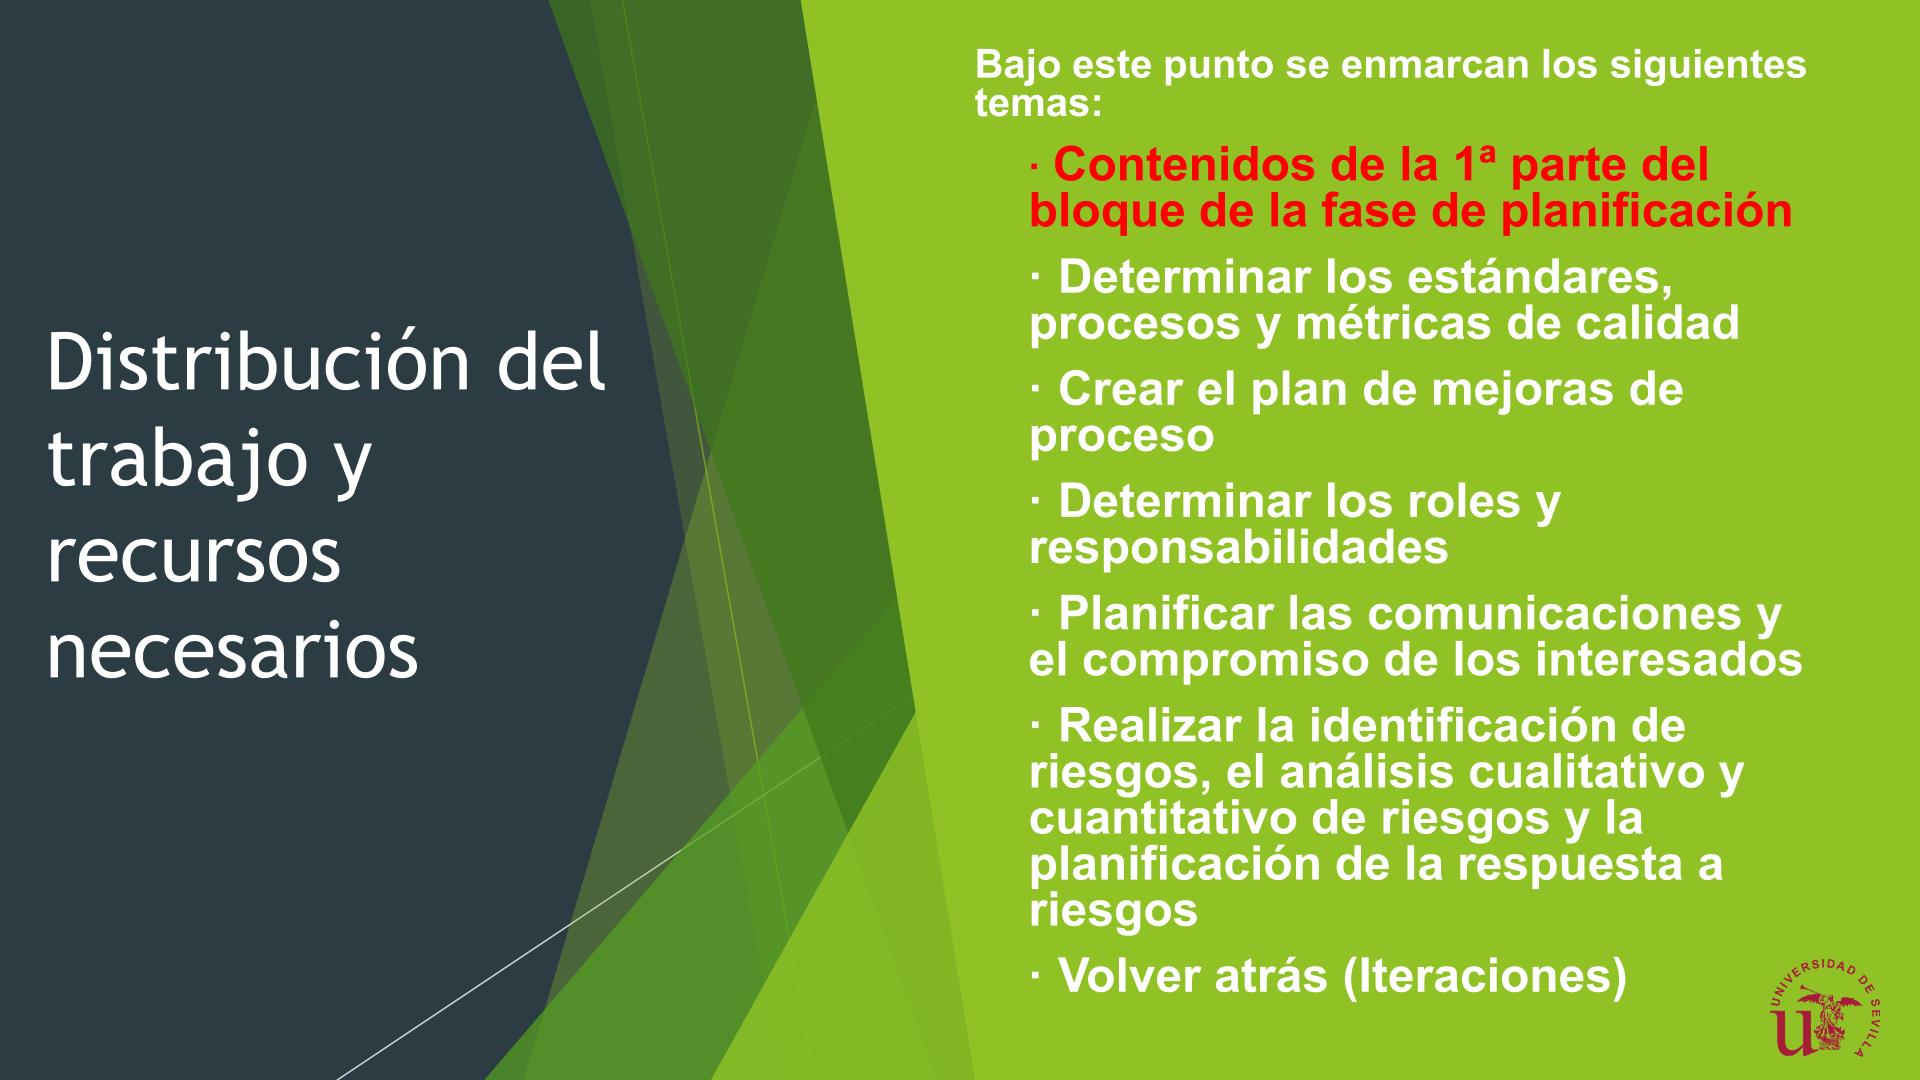 Distribución del
trabajo y
recursos
necesarios
Bajo este punto se enmarcan los siguientes
temas:
· Contenidos de la 1ª parte del
bloque de la fase de planificación
· Determinar los estándares,
procesos y métricas de calidad
· Crear el plan de mejoras de
proceso
· Determinar los roles y
responsabilidades
· Planificar las comunicaciones y
el compromiso de los interesados
· Realizar la identificación de
riesgos, el análisis cualitativo y
cuantitativo de riesgos y la
planificación de la respuesta a
riesgos
· Volver atrás (Iteraciones)
UNIVERSIDAD DE SEVILLA
u